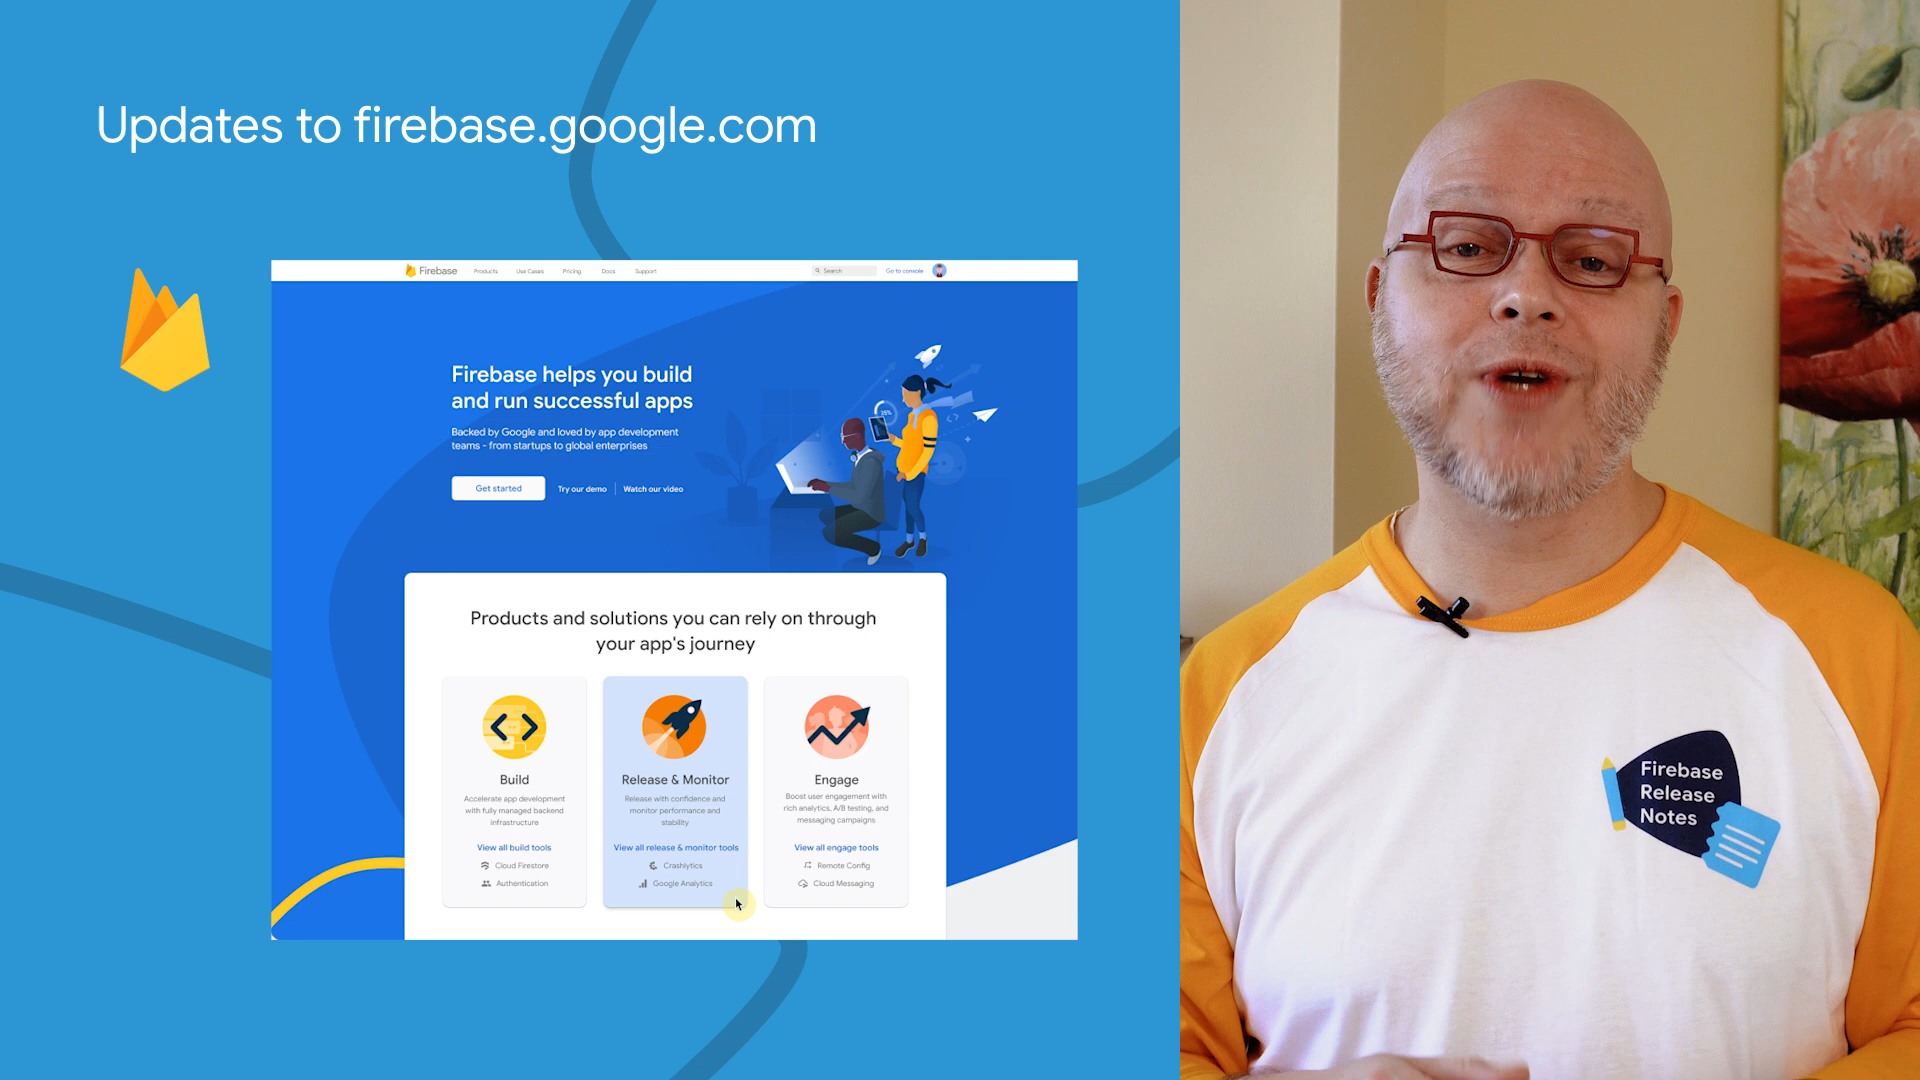 Updates to firebase.google.com
Firebase
Products
Use Cases
Pricing
Docs
Support
Search
Go to console
Firebase helps you build
and run successful apps
Backed by Google and loved by app development
teams - from startups to global enterprises
Get started
Try our demo
Watch our video
25%
Products and solutions you can rely on through
your app's journey
Build
Accelerate app development
with fully managed backend
infrastructure
View all build tools
Cloud Firestore
Authentication
Release & Monitor
Release with confidence and
monitor performance and
stability
View all release & monitor tools
Crashlytics
Google Analytics
Engage
Boost user engagement with
rich analytics, A/B testing, and
messaging campaigns
View all engage tools
Remote Config
Cloud Messaging
Firebase
Release
Notes